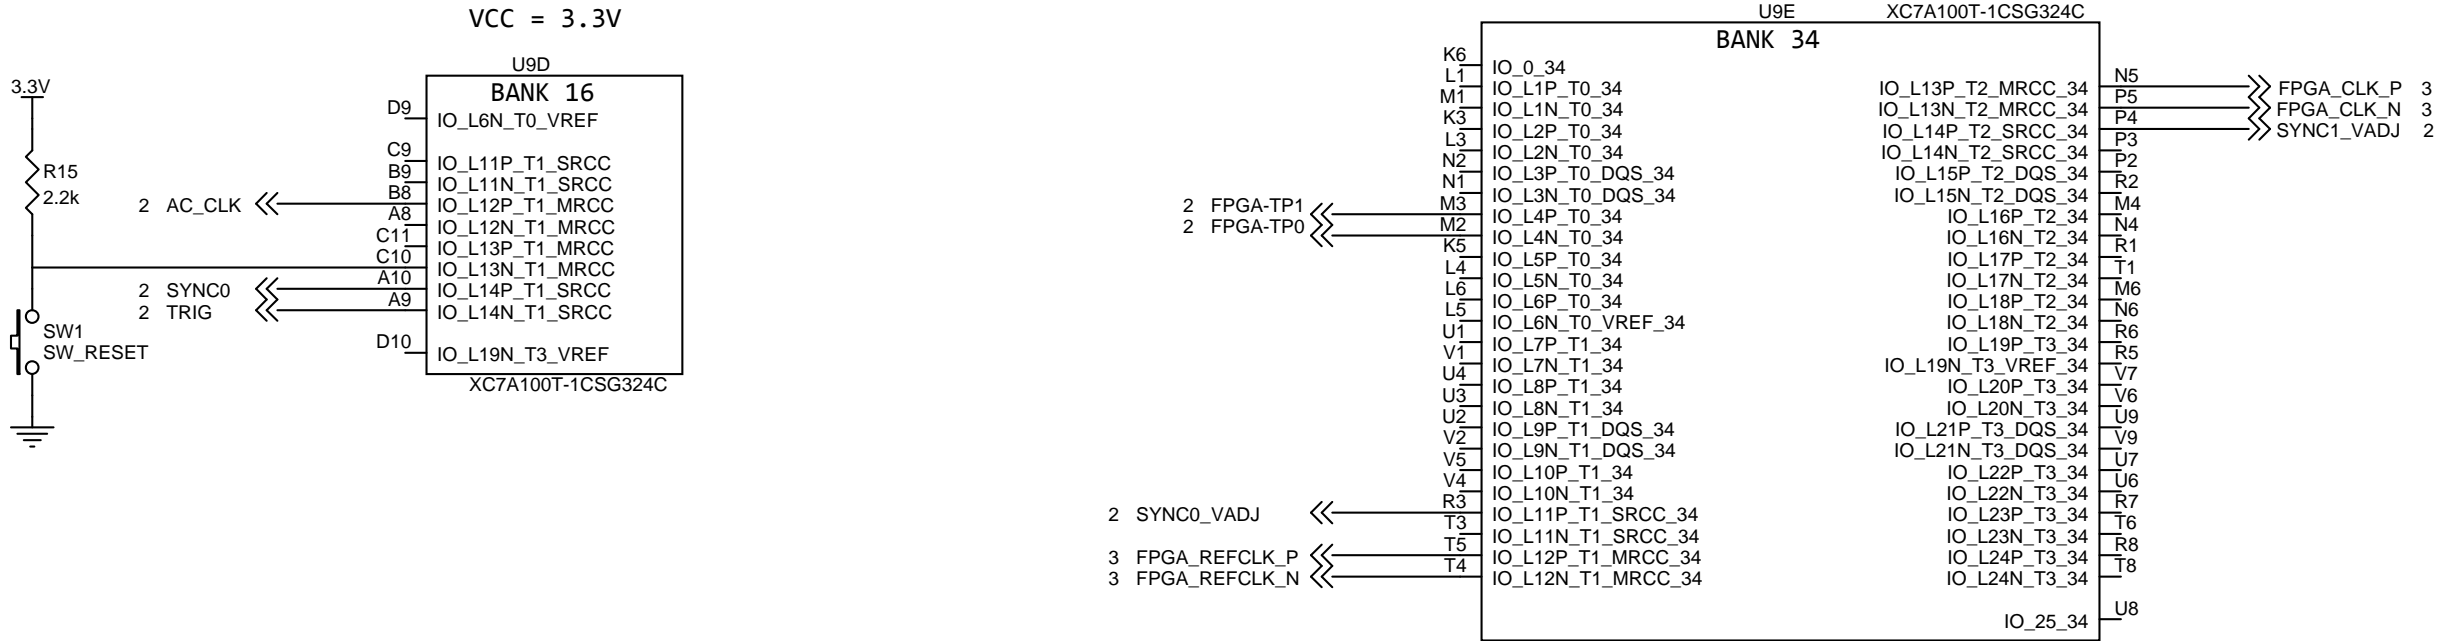 VCC = 3.3V
U9D
BANK 16
3.3V
R15
2.2k
SW1
SW_RESET
2 AC_CLK
2 SYNC0
2 TRIG
D9 IO_L6N_T0_VREF
C9 IO_L11P_T1_SRCC
B9 IO_L11N_T1_SRCC
B8 IO_L12P_T1_MRCC
A8 IO_L12N_T1_MRCC
C11 IO_L13P_T1_MRCC
C10 IO_L13N_T1_MRCC
A10 IO_L14P_T1_SRCC
A9 IO_L14N_T1_SRCC
D10 IO_L19N_T3_VREF
XC7A100T-1CSG324C
U9E XC7A100T-1CSG324C
BANK 34
2 FPGA-TP1
2 FPGA-TP0
2 SYNC0_VADJ
3 FPGA_REFCLK_P
3 FPGA_REFCLK_N
K6 IO_0_34
L1 IO_L1P_T0_34
M1 IO_L1N_T0_34
K3 IO_L2P_T0_34
L3 IO_L2N_T0_34
N2 IO_L3P_T0_DQS_34
N1 IO_L3N_T0_DQS_34
M3 IO_L4P_T0_34
M2 IO_L4N_T0_34
K5 IO_L5P_T0_34
L4 IO_L5N_T0_34
L6 IO_L6P_T0_34
L5 IO_L6N_T0_VREF_34
U1 IO_L7P_T1_34
V1 IO_L7N_T1_34
U4 IO_L8P_T1_34
U3 IO_L8N_T1_34
U2 IO_L9P_T1_DQS_34
V2 IO_L9N_T1_DQS_34
V5 IO_L10P_T1_34
V4 IO_L10N_T1_34
R3 IO_L11P_T1_SRCC_34
T3 IO_L11N_T1_SRCC_34
T5 IO_L12P_T1_MRCC_34
T4 IO_L12N_T1_MRCC_34
IO_L13P_T2_MRCC_34 N5
IO_L13N_T2_MRCC_34 P5
IO_L14P_T2_SRCC_34 P4
IO_L14N_T2_SRCC_34 P3
IO_L15P_T2_DQS_34 P2
IO_L15N_T2_DQS_34 R2
IO_L16P_T2_34 M4
IO_L16N_T2_34 N4
IO_L17P_T2_34 R1
IO_L17N_T2_34 T1
IO_L18P_T2_34 M6
IO_L18N_T2_34 N6
IO_L19P_T3_34 R6
IO_L19N_T3_VREF_34 R5
IO_L20P_T3_34 V7
IO_L20N_T3_34 V6
IO_L21P_T3_DQS_34 U9
IO_L21N_T3_DQS_34 V9
IO_L22P_T3_34 U7
IO_L22N_T3_34 U6
IO_L23P_T3_34 R7
IO_L23N_T3_34 T6
IO_L24P_T3_34 R8
IO_L24N_T3_34 T8
IO_25_34 U8
FPGA_CLK_P 3
FPGA_CLK_N 3
SYNC1_VADJ 2